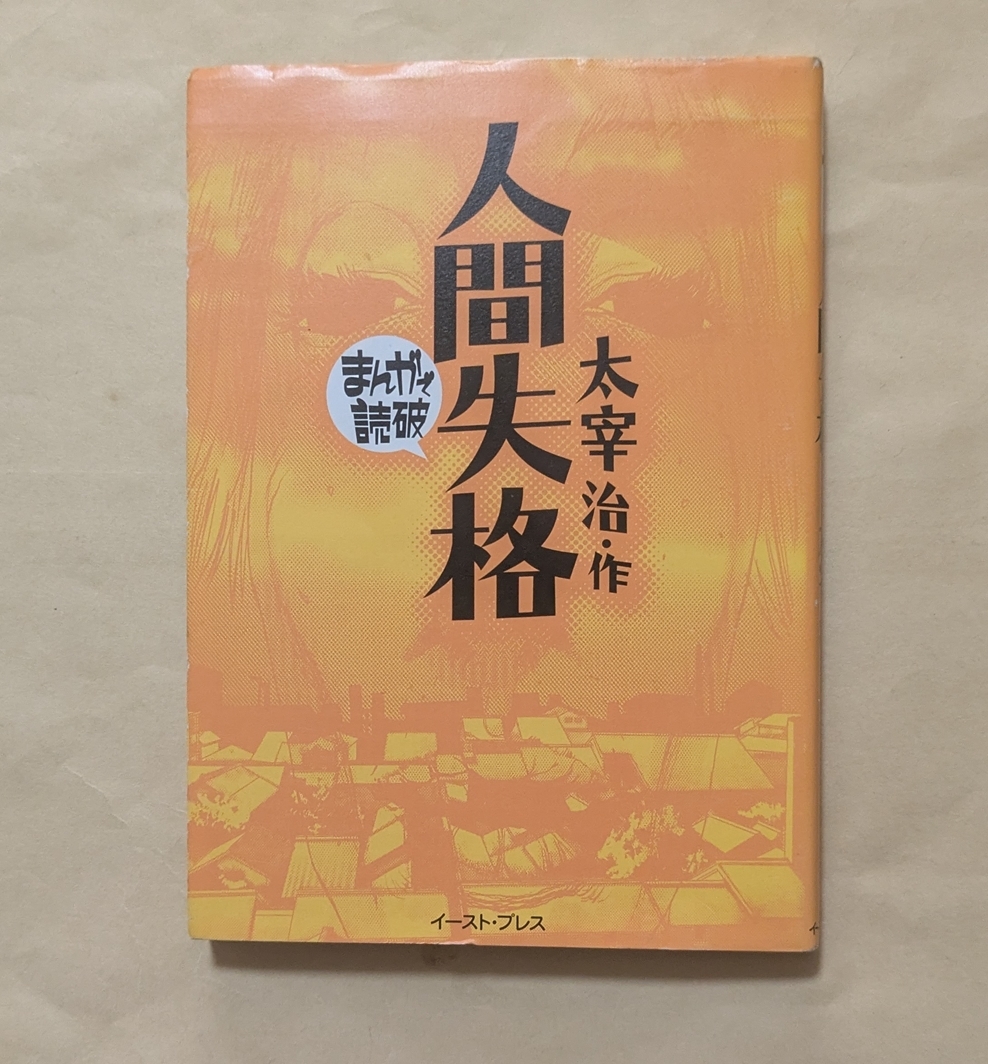 人間失格
太宰治・作
まんがで
読破
イースト・プレス